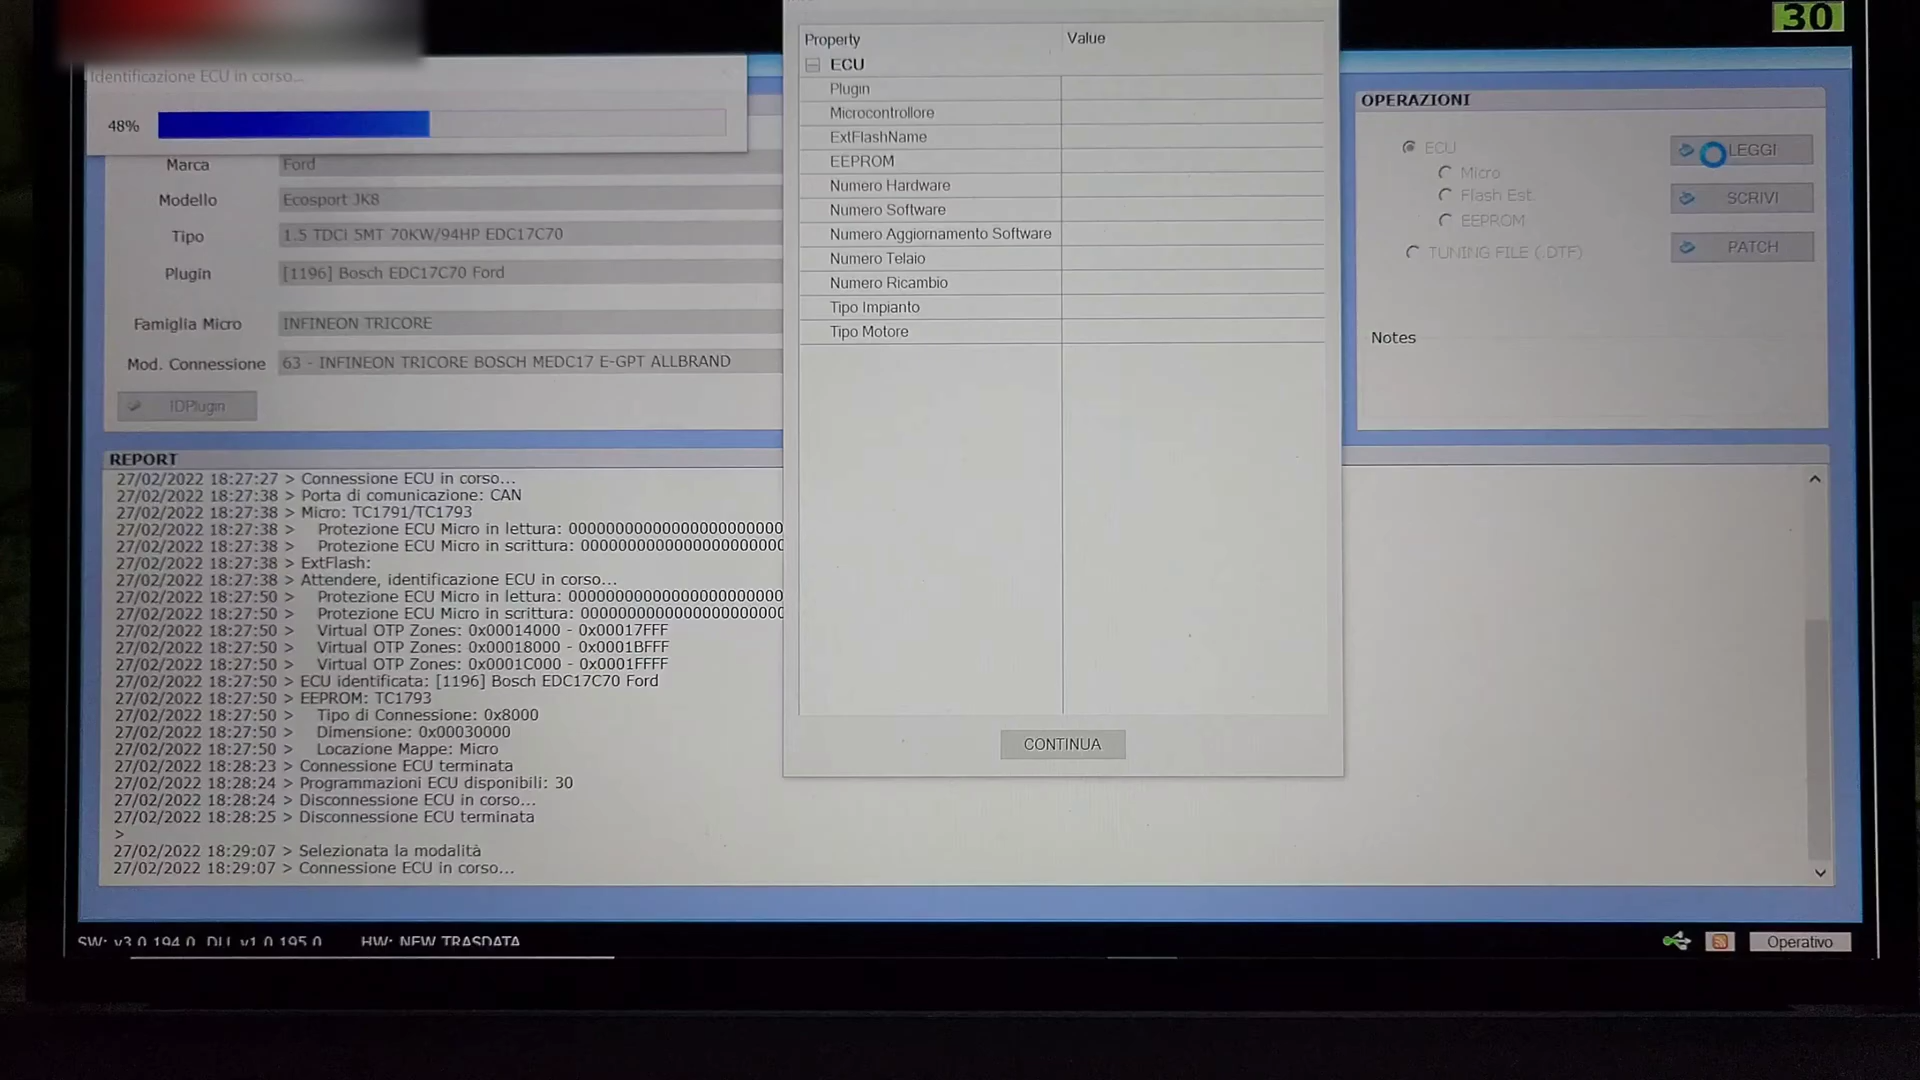 30
Identificazione ECU in corso...
48%
Marca Ford
Modello Ecosport JK8
Tipo 1.5 TDCi 5MT 70KW/94HP EDC17C70
Plugin [1196] Bosch EDC17C70 Ford
Famiglia Micro INFINEON TRICORE
Mod. Connessione 63 - INFINEON TRICORE BOSCH MEDC17 E-GPT ALLBRAND
IDPlugin
Property Value
ECU
Plugin
Microcontrollore
ExtFlashName
EEPROM
Numero Hardware
Numero Software
Numero Aggiornamento Software
Numero Telaio
Numero Ricambio
Tipo Impianto
Tipo Motore
CONTINUA
OPERAZIONI
ECU
Micro
Flash Est.
EEPROM
TUNING FILE (.DTF)
LEGGI
SCRIVI
PATCH
Notes
REPORT
27/02/2022 18:27:27 > Connessione ECU in corso...
27/02/2022 18:27:38 > Porta di comunicazione: CAN
27/02/2022 18:27:38 > Micro: TC1791/TC1793
27/02/2022 18:27:38 > Protezione ECU Micro in lettura: 000000000000000000000000
27/02/2022 18:27:38 > Protezione ECU Micro in scrittura: 00000000000000000000000
27/02/2022 18:27:38 > ExtFlash:
27/02/2022 18:27:38 > Attendere, identificazione ECU in corso...
27/02/2022 18:27:50 > Protezione ECU Micro in lettura: 000000000000000000000000
27/02/2022 18:27:50 > Protezione ECU Micro in scrittura: 00000000000000000000000
27/02/2022 18:27:50 > Virtual OTP Zones: 0x00014000 - 0x00017FFF
27/02/2022 18:27:50 > Virtual OTP Zones: 0x00018000 - 0x0001BFFF
27/02/2022 18:27:50 > Virtual OTP Zones: 0x0001C000 - 0x0001FFFF
27/02/2022 18:27:50 > ECU identificata: [1196] Bosch EDC17C70 Ford
27/02/2022 18:27:50 > EEPROM: TC1793
27/02/2022 18:27:50 > Tipo di Connessione: 0x8000
27/02/2022 18:27:50 > Dimensione: 0x00030000
27/02/2022 18:27:50 > Locazione Mappe: Micro
27/02/2022 18:28:23 > Connessione ECU terminata
27/02/2022 18:28:24 > Programmazioni ECU disponibili: 30
27/02/2022 18:28:24 > Disconnessione ECU in corso...
27/02/2022 18:28:25 > Disconnessione ECU terminata
>
27/02/2022 18:29:07 > Selezionata la modalità
27/02/2022 18:29:07 > Connessione ECU in corso...
SW: v3.0.194.0 DLL v1.0.195.0 HW: NEW TRASDATA
Operativo